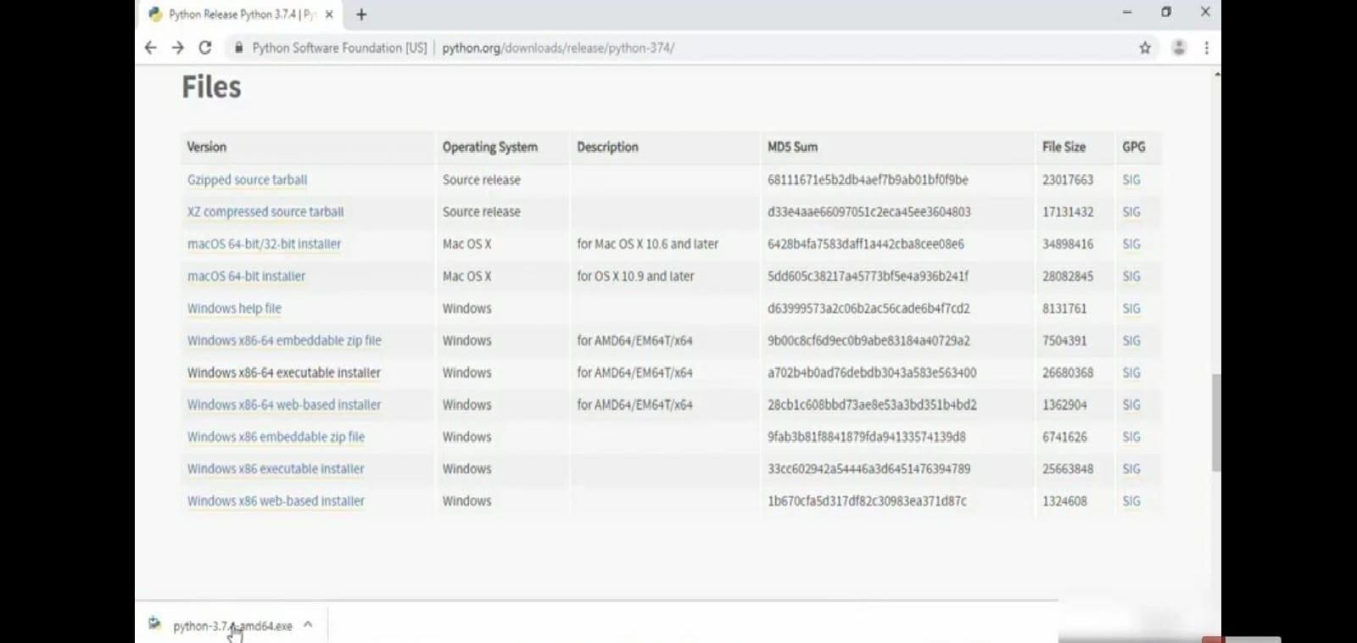 Python Release Python 3.7.4 | Py
Python Software Foundation [US] | python.org/downloads/release/python-374/
Files
Version Operating System Description MD5 Sum File Size GPG
Gzipped source tarball Source release 68111671e5b2db4aef7b9ab01bf0f9be 23017663 SIG
XZ compressed source tarball Source release d33e4aae66097051c2eca45ee3604803 17131432 SIG
macOS 64-bit/32-bit installer Mac OS X for Mac OS X 10.6 and later 6428b4fa7583daff1a442cba8cee08e6 34898416 SIG
macOS 64-bit installer Mac OS X for OS X 10.9 and later 5dd605c38217a45773bf5e4a936b241f 28082845 SIG
Windows help file Windows d63999573a2c06b2ac56cade6b4f7cd2 8131761 SIG
Windows x86-64 embeddable zip file Windows for AMD64/EM64T/x64 9b00c8cf6d9ec0b9abe83184a40729a2 7504391 SIG
Windows x86-64 executable installer Windows for AMD64/EM64T/x64 a702b4b0ad76debdb3043a583e563400 26680368 SIG
Windows x86-64 web-based installer Windows for AMD64/EM64T/x64 28cb1c608bbd73ae8e53a3bd351b4bd2 1362904 SIG
Windows x86 embeddable zip file Windows 9fab3b81f8841879fda94133574139d8 6741626 SIG
Windows x86 executable installer Windows 33cc602942a54446a3d6451476394789 25663848 SIG
Windows x86 web-based installer Windows 1b670cfa5d317df82c30983ea371d87c 1324608 SIG
python-3.7.4-amd64.exe